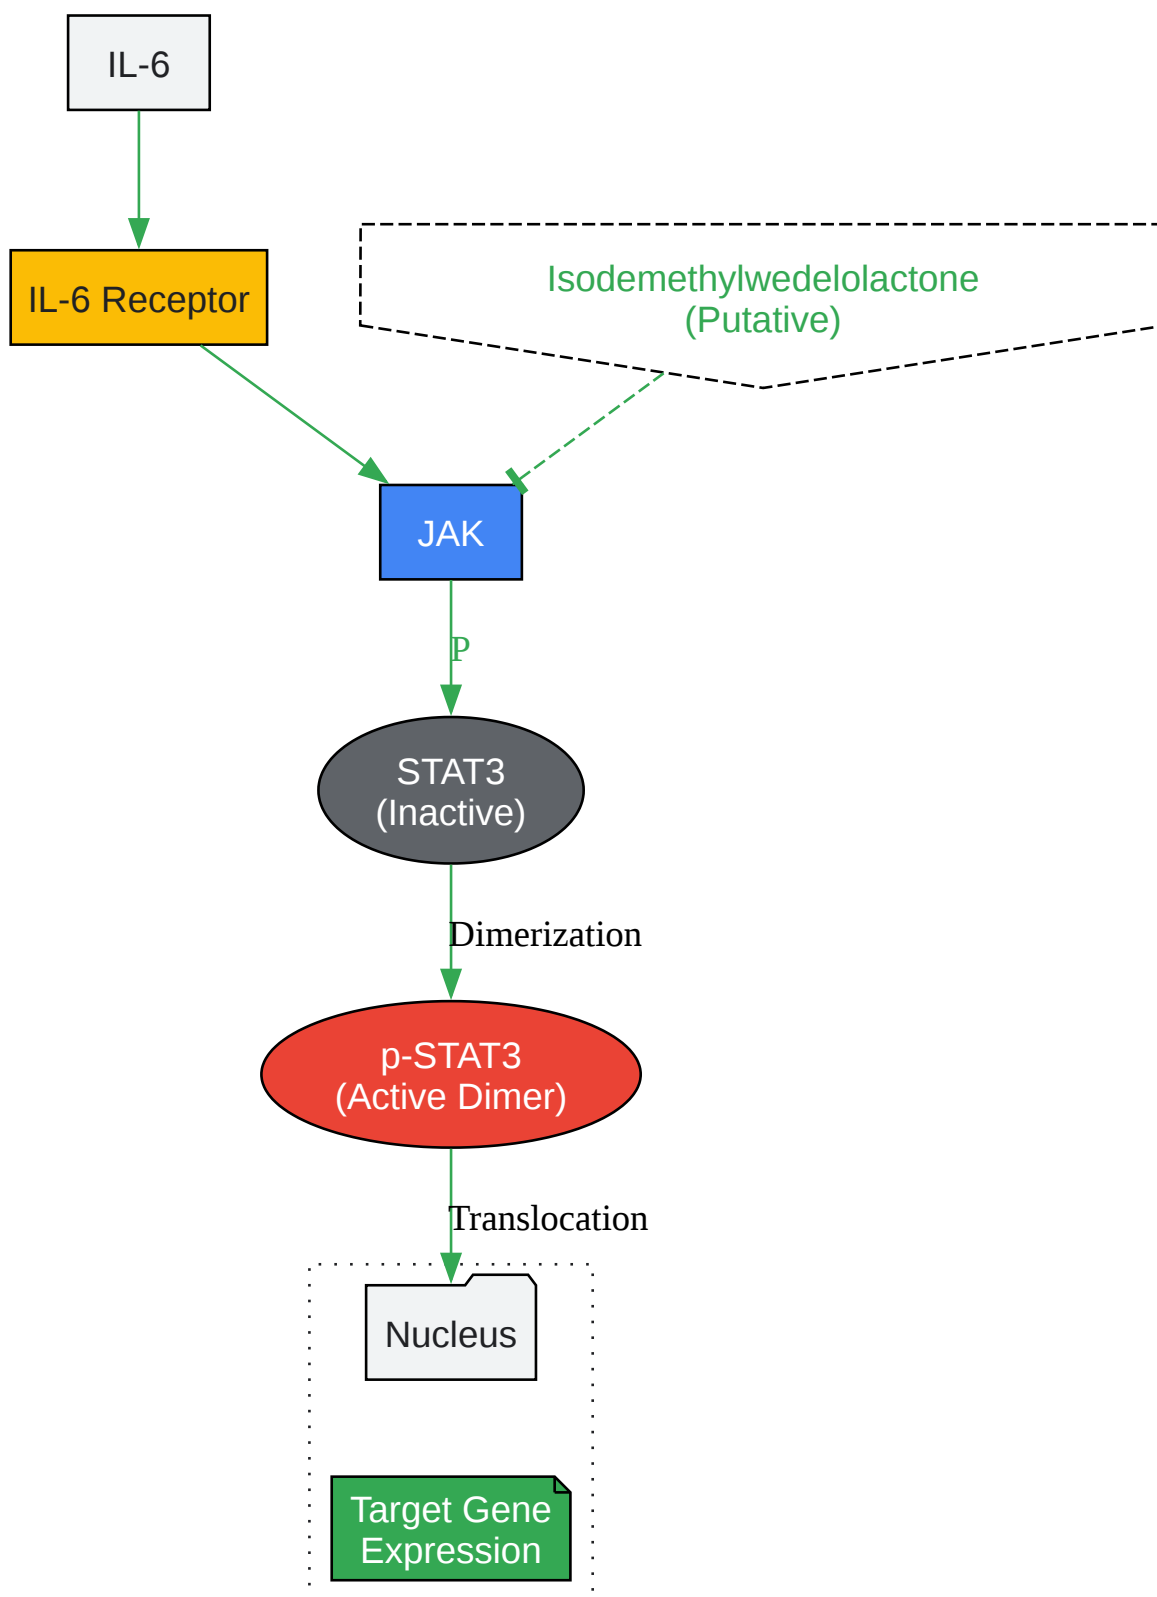 IL-6
IL-6 Receptor
Isodemethylwedelolactone
(Putative)
JAK
P
STAT3
(Inactive)
Dimerization
p-STAT3
(Active Dimer)
Translocation
Nucleus
Target Gene
Expression